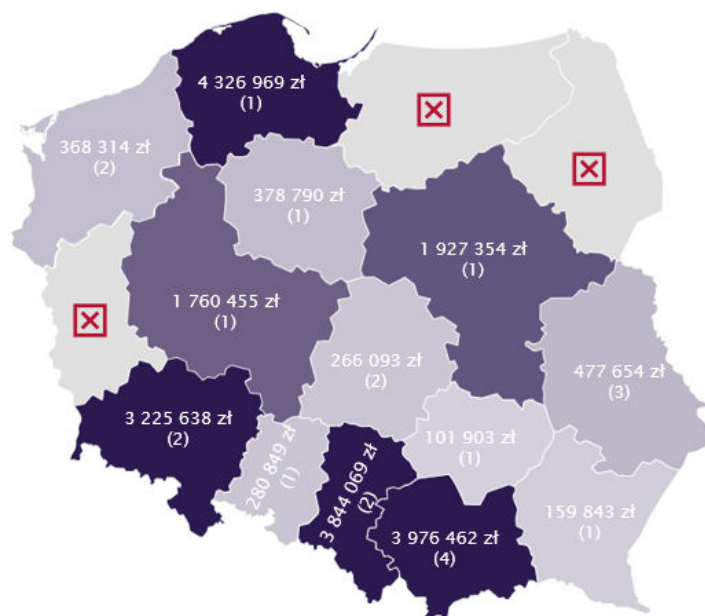 4 326 969 zł
(1)
368 314 zł
(2)
378 790 zł
(1)
1 927 354 zł
(1)
1 760 455 zł
(1)
266 093 zł
(2)
477 654 zł
(3)
3 225 638 zł
(2)
280 849 zł
(1)
3 844 069 zł
(2)
101 903 zł
(1)
159 843 zł
(1)
3 976 462 zł
(4)